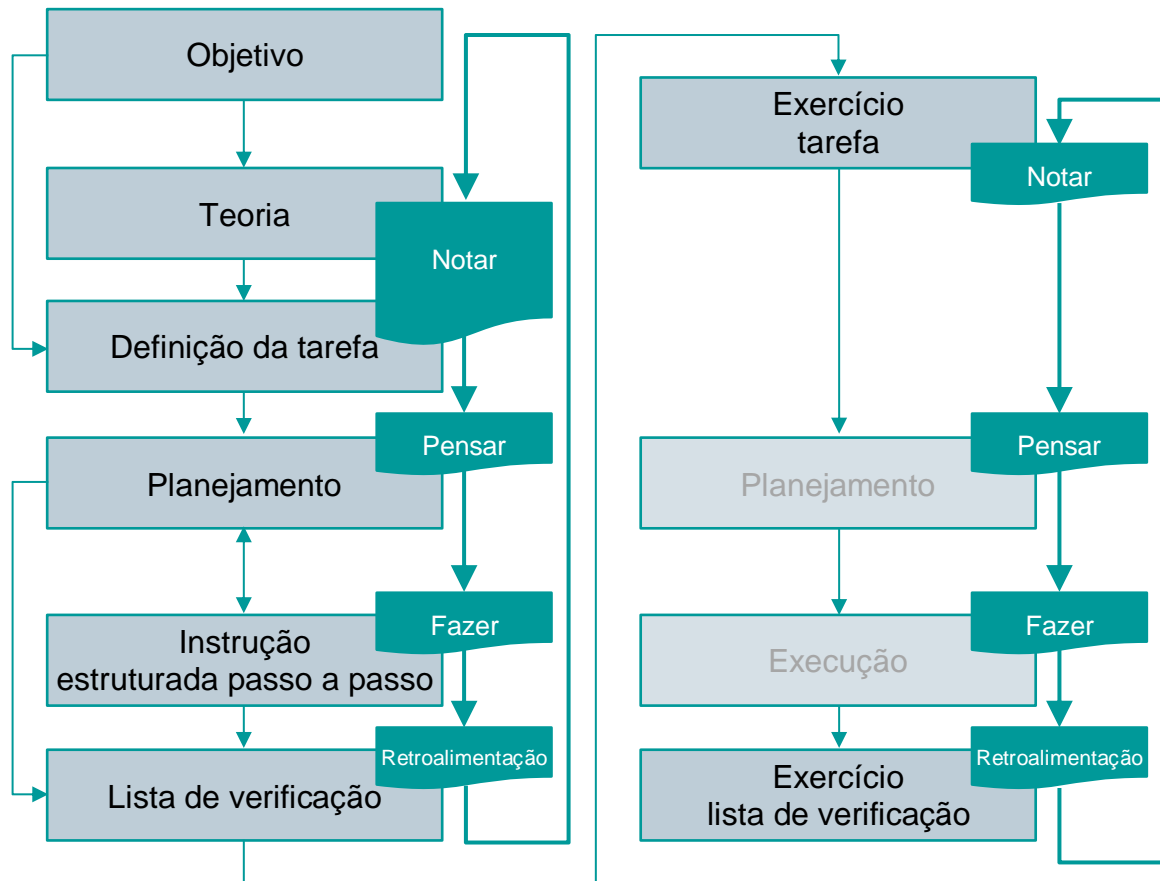 Objetivo
Teoria
Notar
Definição da tarefa
Pensar
Planejamento
Fazer
Instrução
estruturada passo a passo
Retroalimentação
Lista de verificação
Exercício
tarefa
Notar
Pensar
Planejamento
Fazer
Execução
Retroalimentação
Exercício
lista de verificação